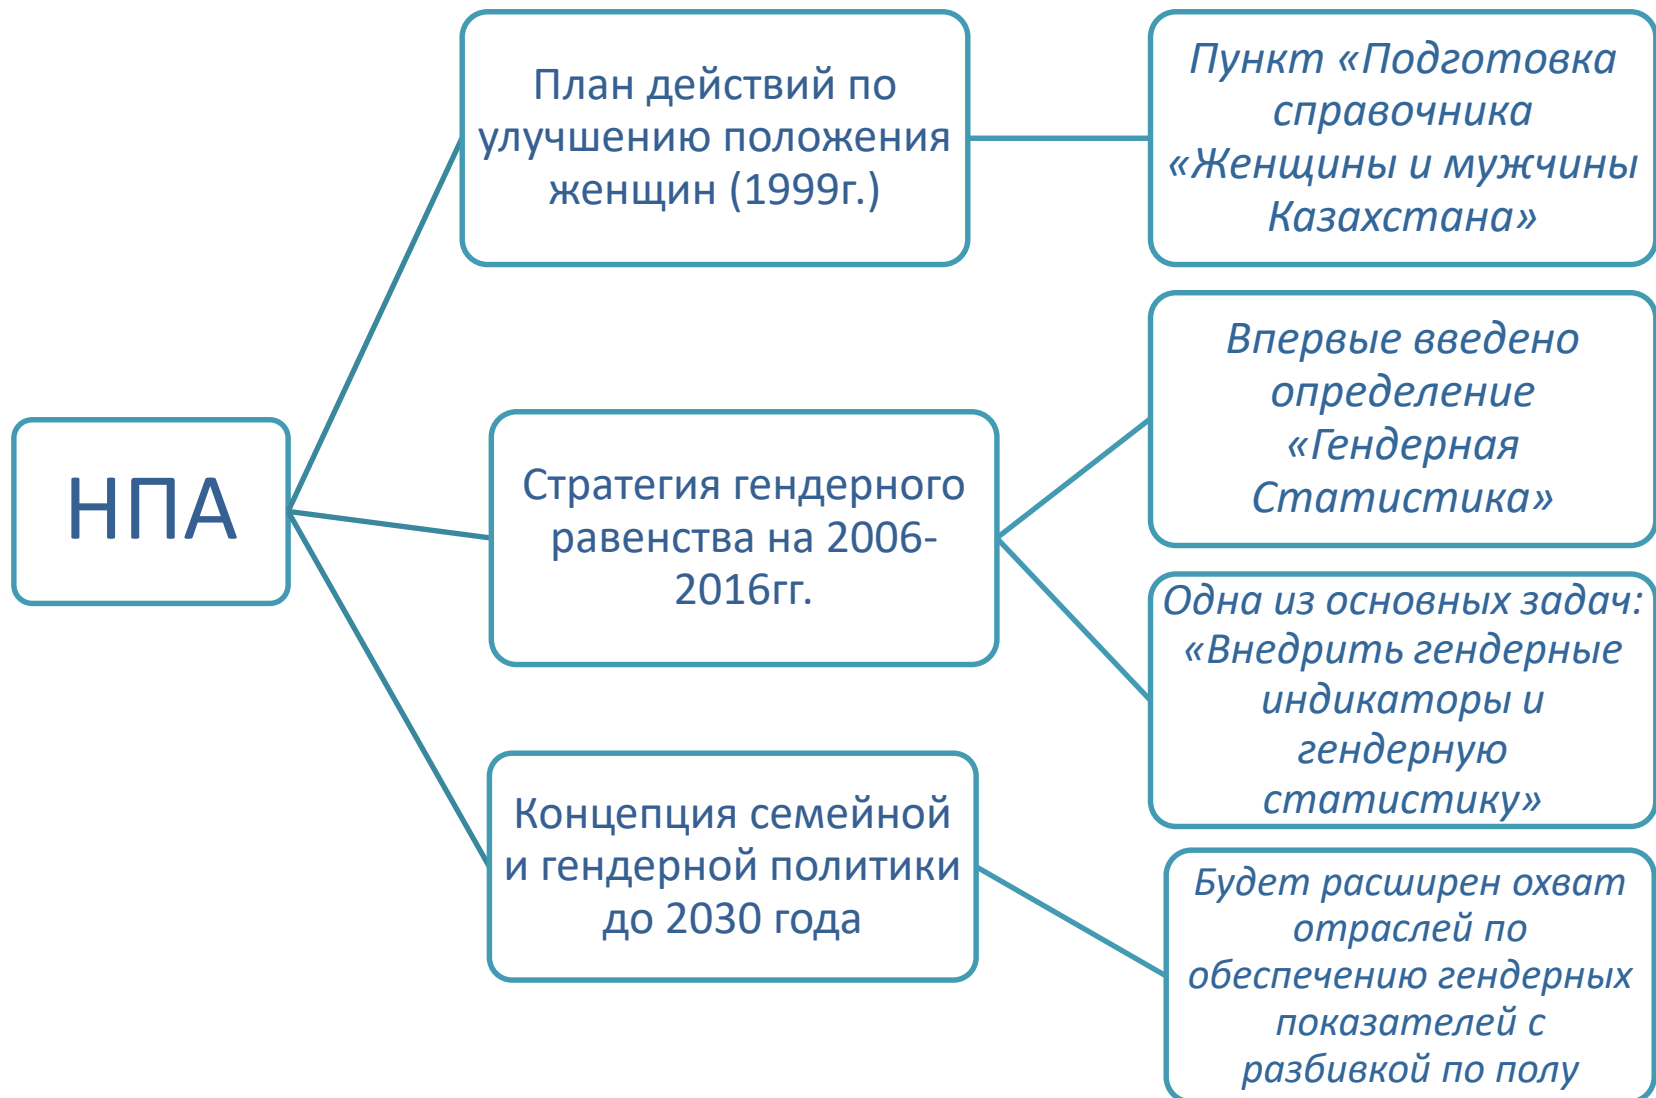 НПА
План действий по
улучшению положения
женщин (1999г.)
Пункт «Подготовка
справочника
«Женщины и мужчины
Казахстана»
Стратегия гендерного
равенства на 2006-
2016гг.
Впервые введено
определение
«Гендерная
Статистика»
Одна из основных задач:
«Внедрить гендерные
индикаторы и
гендерную
статистику»
Концепция семейной
и гендерной политики
до 2030 года
Будет расширен охват
отраслей по
обеспечению гендерных
показателей с
разбивкой по полу